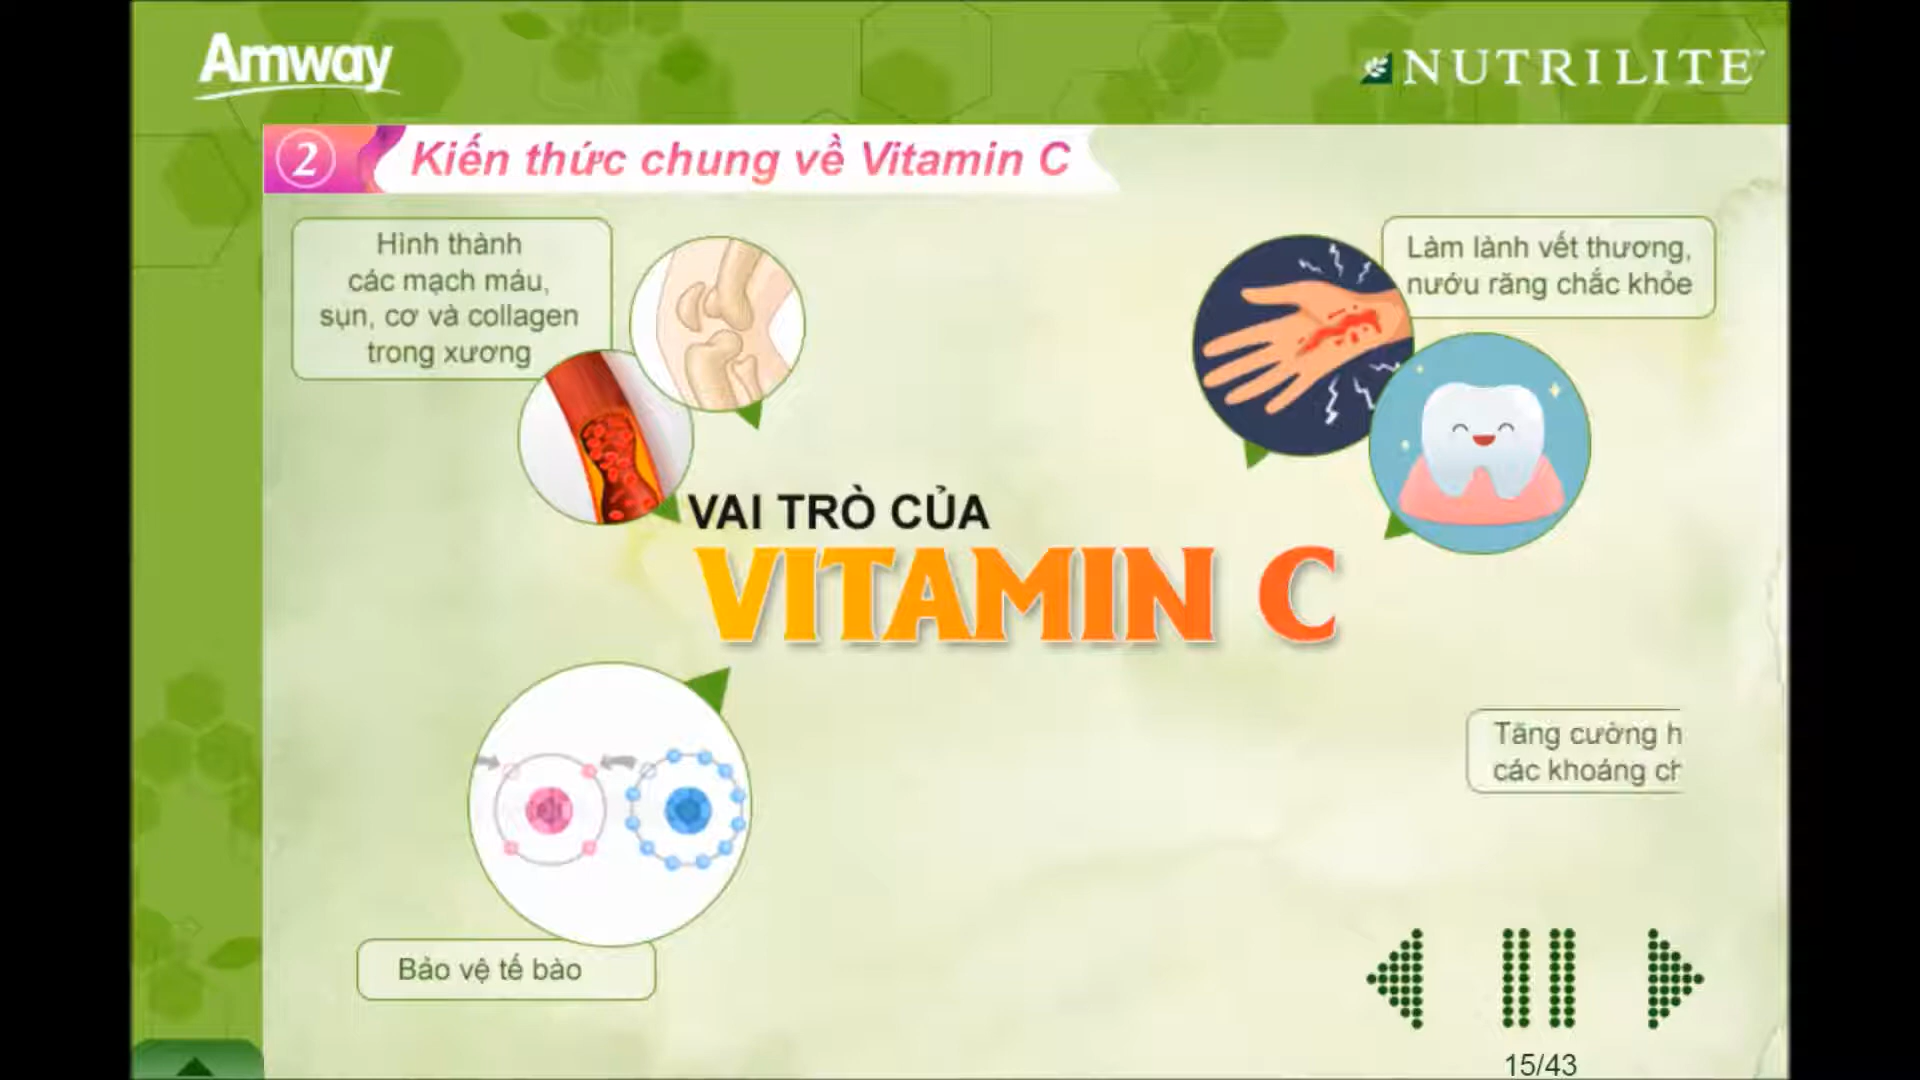 Amway
NUTRILITE
2
Kiến thức chung về Vitamin C
Hình thành
các mạch máu,
sụn, cơ và collagen
trong xương
Làm lành vết thương,
nướu răng chắc khỏe
VAI TRÒ CỦA
VITAMIN C
Tăng cường h
các khoáng ch
Bảo vệ tế bào
15/43